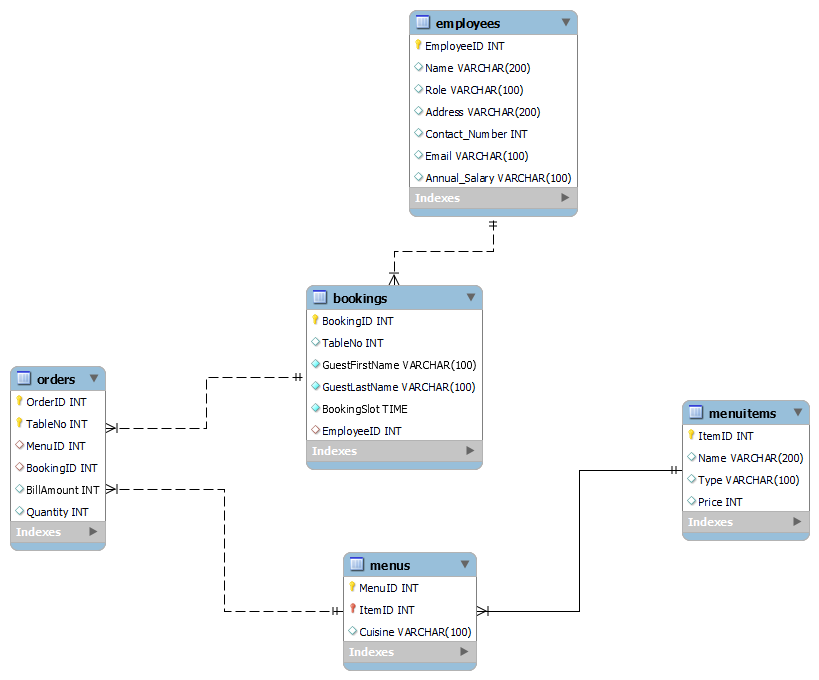 employees
EmployeeID INT
Name VARCHAR(200)
Role VARCHAR(100)
Address VARCHAR(200)
Contact_Number INT
Email VARCHAR(100)
Annual_Salary VARCHAR(100)
Indexes
bookings
BookingID INT
TableNo INT
GuestFirstName VARCHAR(100)
GuestLastName VARCHAR(100)
BookingSlot TIME
EmployeeID INT
Indexes
orders
OrderID INT
TableNo INT
MenuID INT
BookingID INT
BillAmount INT
Quantity INT
Indexes
menuitems
ItemID INT
Name VARCHAR(200)
Type VARCHAR(100)
Price INT
Indexes
menus
MenuID INT
ItemID INT
Cuisine VARCHAR(100)
Indexes